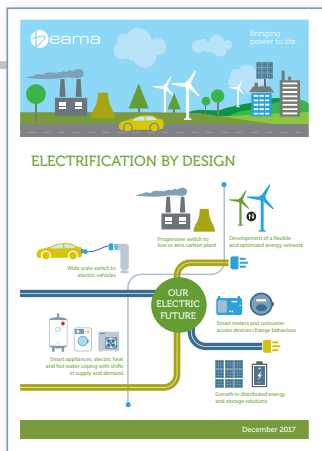 beama
Bringing
power to life
ELECTRIFICATION BY DESIGN
Progressive switch to
low or zero carbon plant
Development of a flexible
and optimised energy network
Wide scale switch to
electric vehicles
OUR
ELECTRIC
FUTURE
Smart meters and consumer
access devices change behaviour
Smart appliances, electric heat
and hot water coping with shifts
in supply and demand
Growth in distributed energy
and storage solutions
December 2017